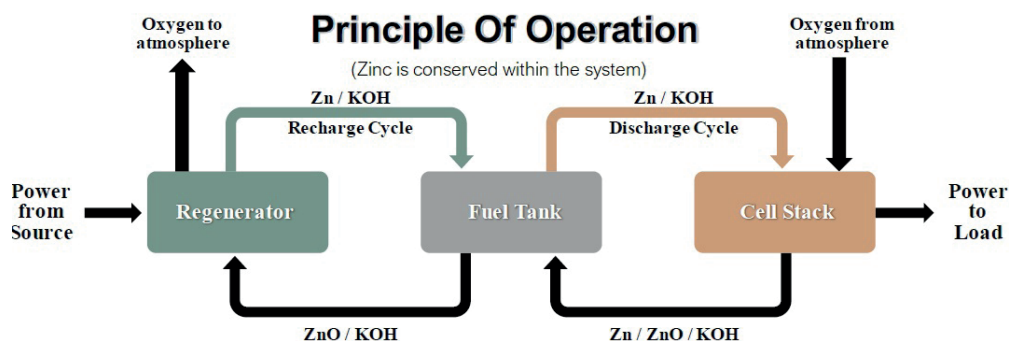 Principle Of Operation
(Zinc is conserved within the system)
Oxygen to
atmosphere
Oxygen from
atmosphere
Zn / KOH
Recharge Cycle
Zn / KOH
Discharge Cycle
Power
from
Source
Regenerator
Fuel Tank
Cell Stack
Power
to
Load
ZnO / KOH
Zn / ZnO / KOH